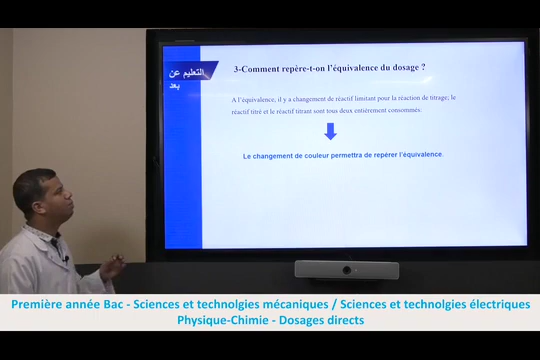 التعليم عن
بعد
3-Comment repère-t-on l'équivalence du dosage ?
A l'équivalence, il y a changement de réactif limitant pour la réaction de titrage; le
réactif titré et le réactif titrant sont tous deux entièrement consommés.
Le changement de couleur permettra de repérer l'équivalence.
Première année Bac - Sciences et technolgies mécaniques / Sciences et technolgies électriques
Physique-Chimie - Dosages directs